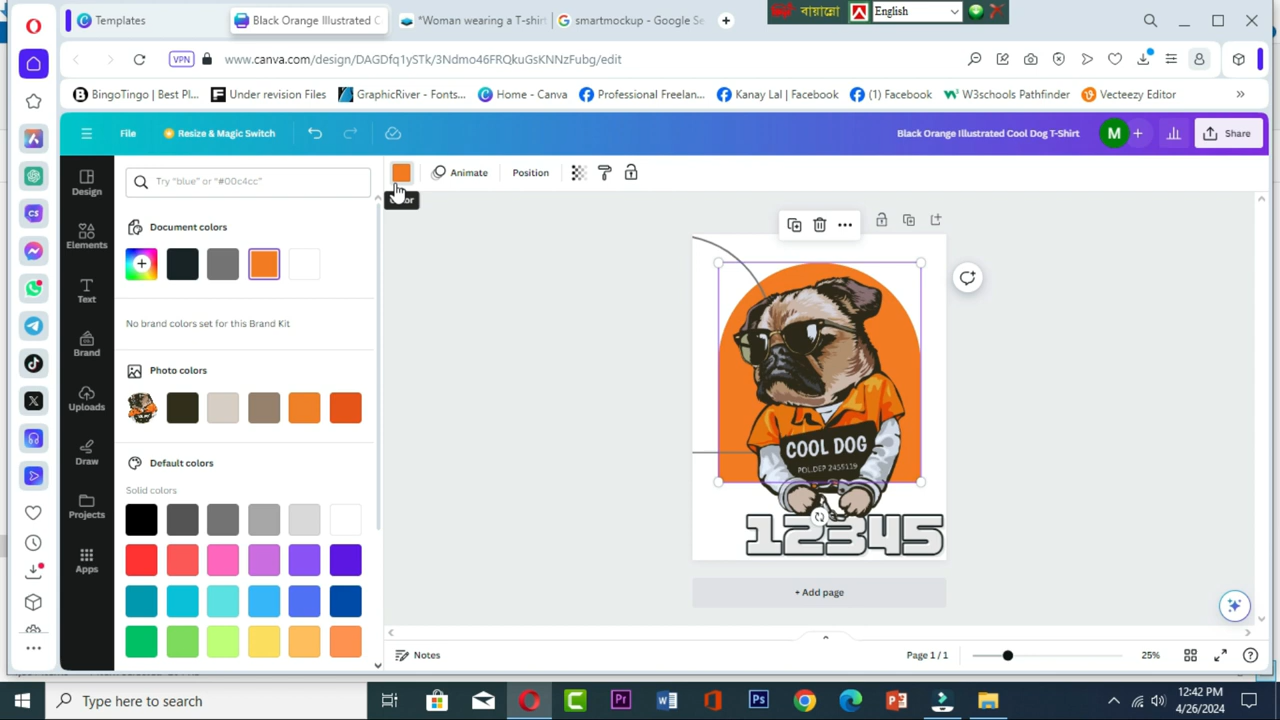 Templates
Black Orange Illustrated C
"Woman wearing a T-shirt
smartmockup - Google Se
বায়ান্নো
English
VPN
www.canva.com/design/DAGDfq1ySTk/3Ndmo46FRQkuGsKNNzFubg/edit
BingoTingo | Best Pl...
Under revision Files
GraphicRiver - Fonts...
Home - Canva
Professional Freelan...
Kanay Lal | Facebook
(1) Facebook
W3schools Pathfinder
Vecteezy Editor
File
Resize & Magic Switch
Black Orange Illustrated Cool Dog T-Shirt
M
Share
Design
Elements
Text
Brand
Uploads
Draw
Projects
Apps
Try "blue" or "#00c4cc"
Document colors
No brand colors set for this Brand Kit
Photo colors
Default colors
Solid colors
Animate
Position
COOL DOG
POL.DEP 2455119
12345
+ Add page
Notes
Page 1 / 1
25%
Type here to search
12:42 PM
4/26/2024